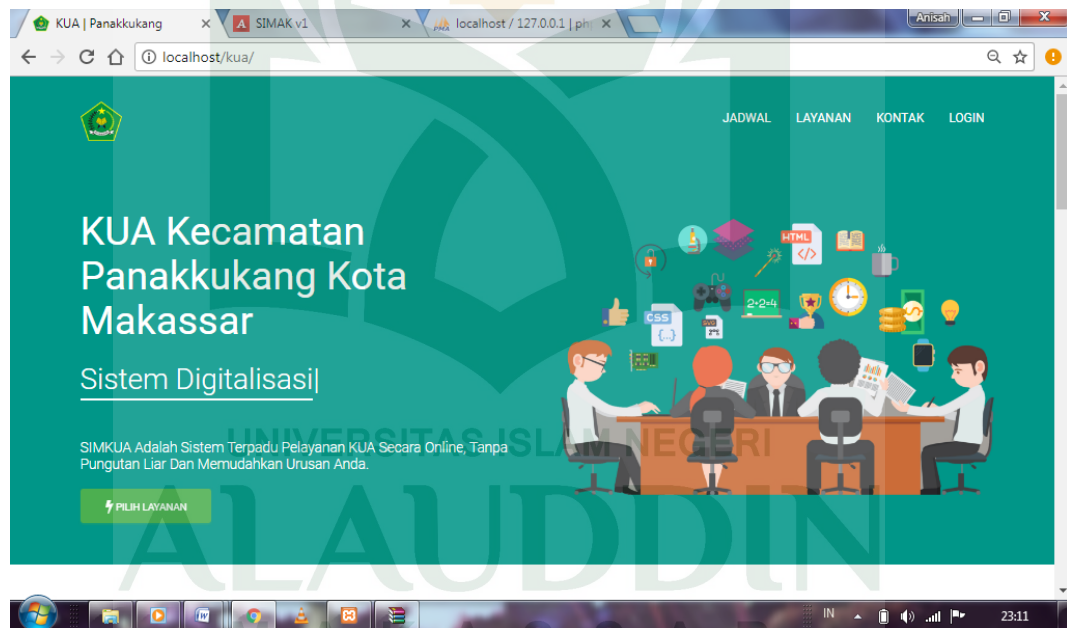 KUA | Panakkukang
SIMAK v1
localhost / 127.0.0.1 | ph
Anisah
localhost/kua/
JADWAL LAYANAN KONTAK LOGIN
KUA Kecamatan
Panakkukang Kota
Makassar
Sistem Digitalisasi|
SIMKUA Adalah Sistem Terpadu Pelayanan KUA Secara Online, Tanpa
Pungutan Liar Dan Memudahkan Urusan Anda.
PILIH LAYANAN
HTML
</>
2+2=4
CSS
{...}
SVG
UNIVERSITAS ISLAM NEGERI
ALAUDDIN
IN
23:11